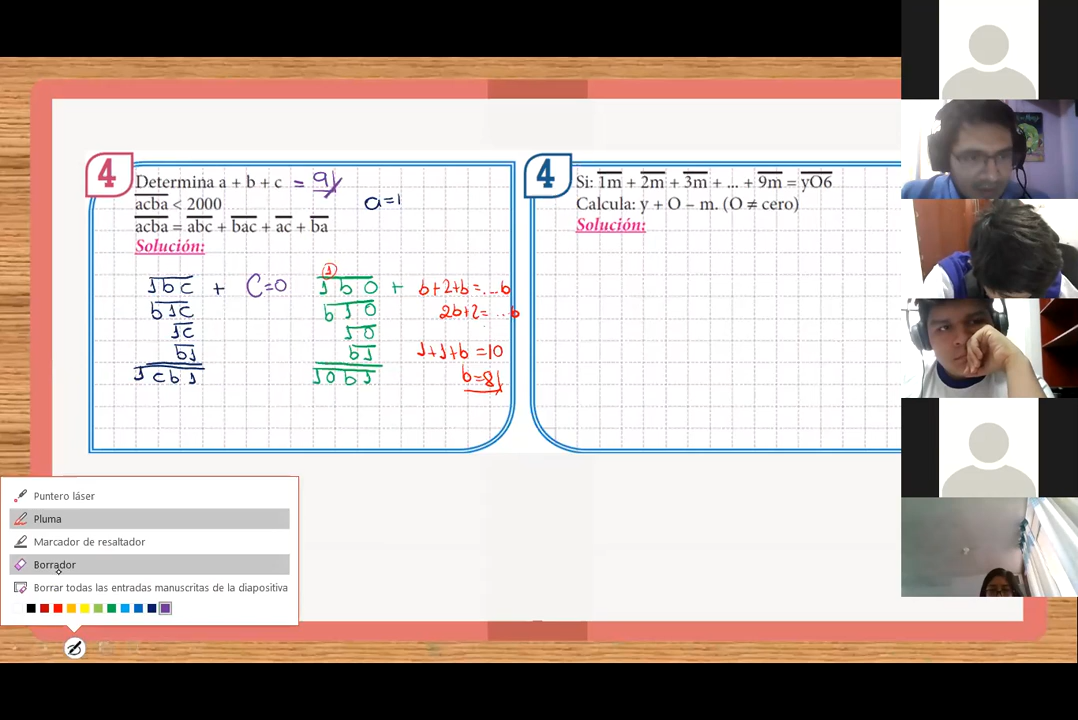 4
Determina a + b + c = 9
acba < 2000
a=1
acba = abc + bac + ac + ba
Solución:
1bc +
b1c
1c
b1
1cb1
C=0
1
1b0 +
b10
10
b1
10b1
b+2+b=...b
2b+2=...b
1+1+b=10
b=8
4
Si: 1m + 2m + 3m + ... + 9m = yO6
Calcula: y + O – m. (O ≠ cero)
Solución:
Puntero láser
Pluma
Marcador de resaltador
Borrador
Borrar todas las entradas manuscritas de la diapositiva